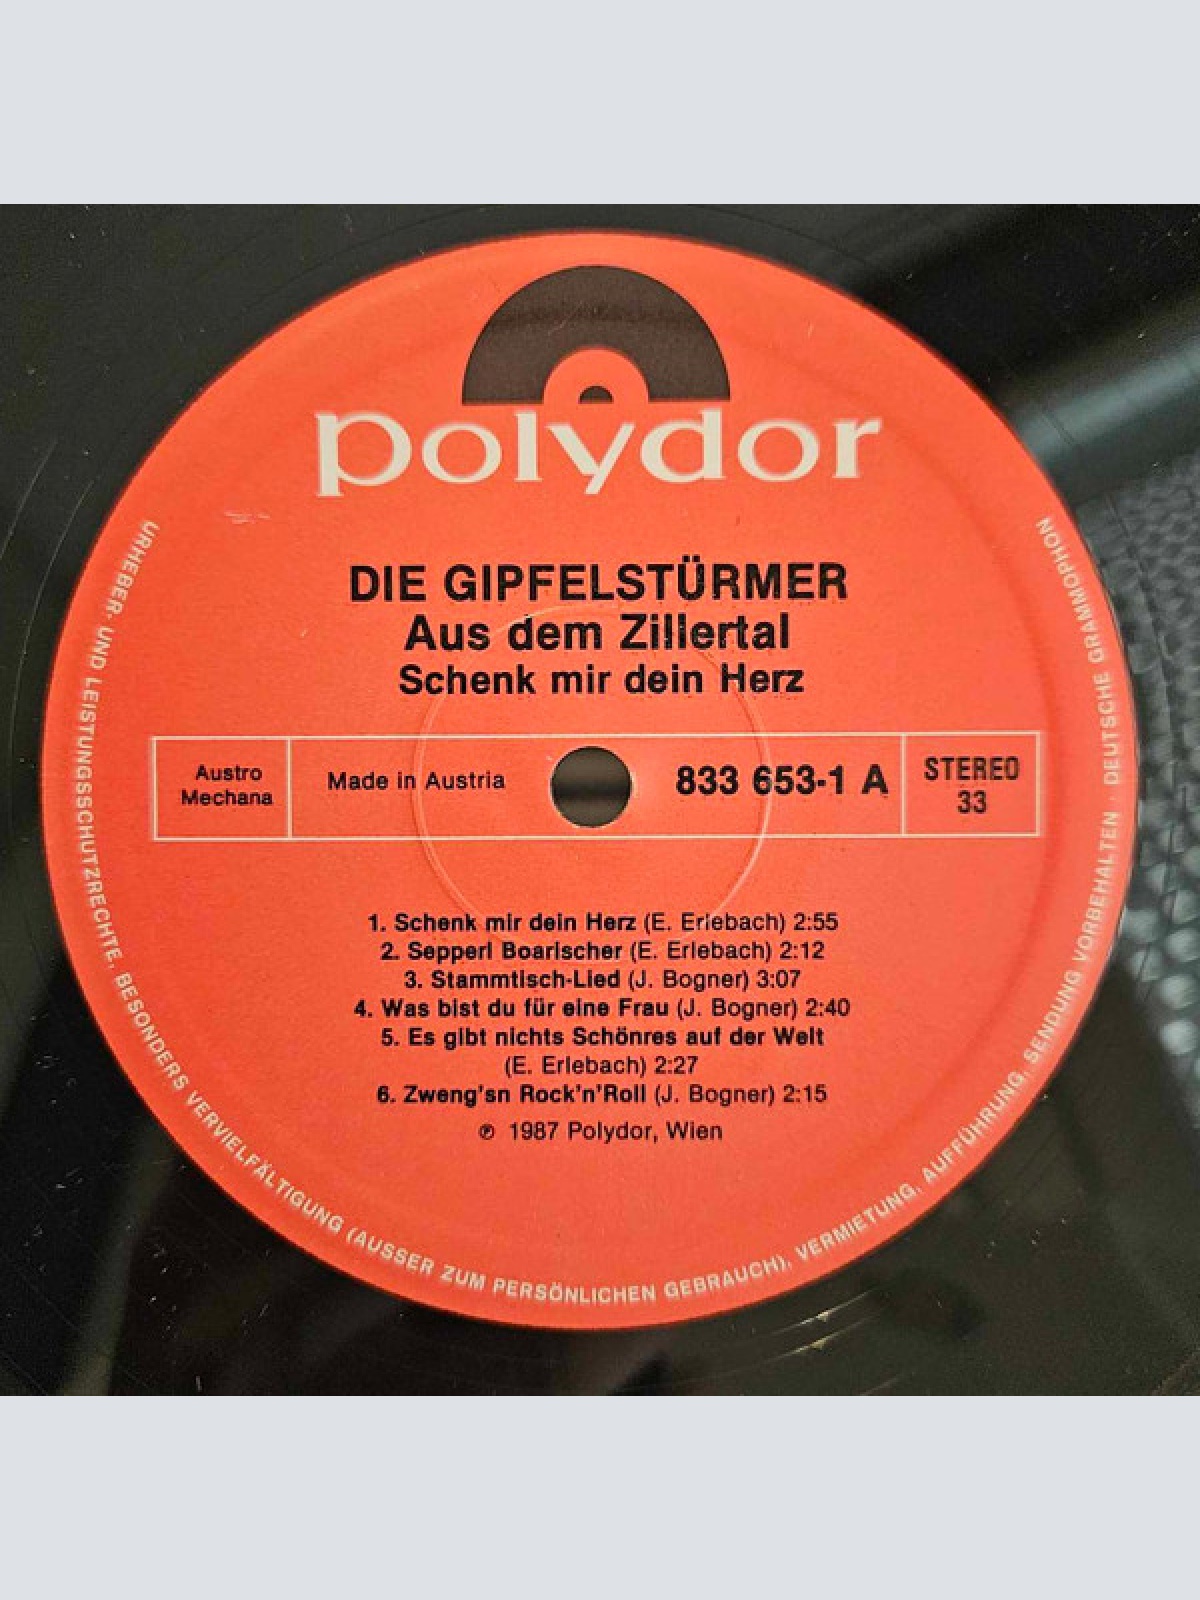 polydor
DIE GIPFELSTÜRMER
Aus dem Zillertal
Schenk mir dein Herz
Austro
Mechana
Made in Austria
833 653-1 A
STEREO
33
1. Schenk mir dein Herz (E. Erlebach) 2:55
2. Sepperl Boarischer (E. Erlebach) 2:12
3. Stammtisch-Lied (J. Bogner) 3:07
4. Was bist du für eine Frau (J. Bogner) 2:40
5. Es gibt nichts Schönres auf der Welt
(E. Erlebach) 2:27
6. Zweng'sn Rock'n'Roll (J. Bogner) 2:15
℗ 1987 Polydor, Wien
URHEBER- UND LEISTUNGSSCHUTZRECHTE, BESONDERS VERVIELFÄLTIGUNG (AUSSER ZUM PERSÖNLICHEN GEBRAUCH), VERMIETUNG, AUFFÜHRUNG, SENDUNG VORBEHALTEN · DEUTSCHE GRAMMOPHON